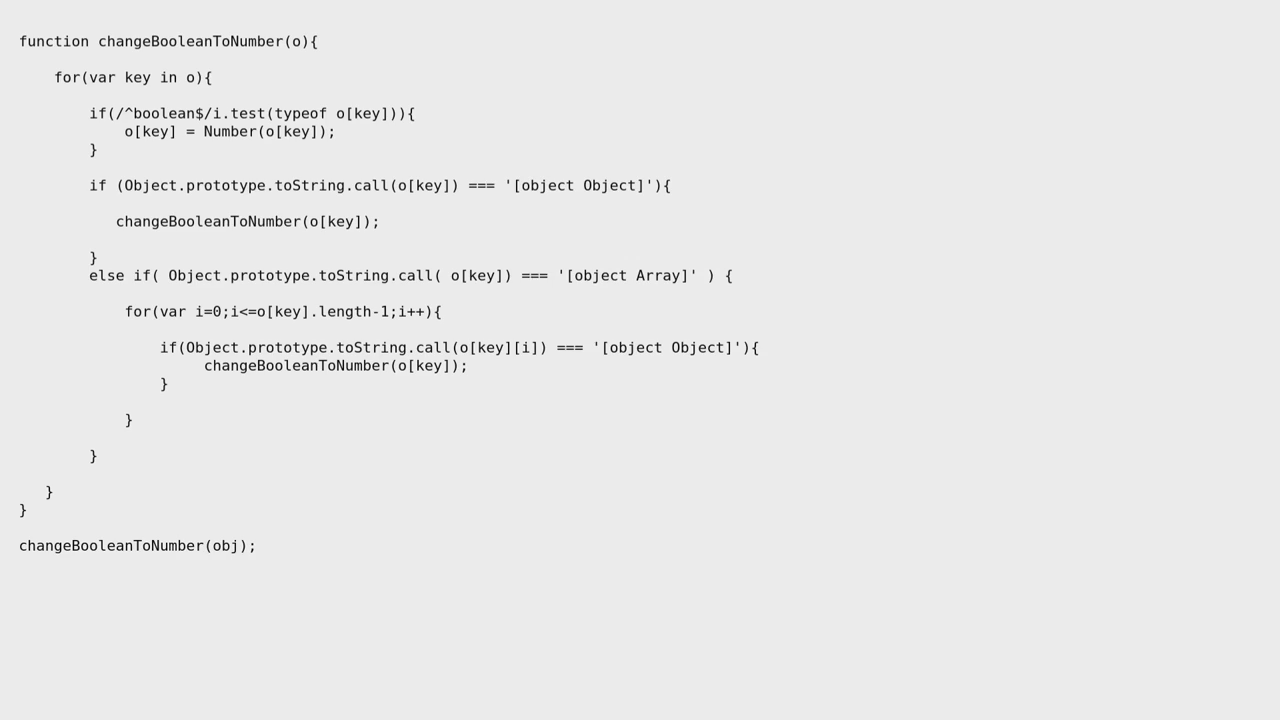 function changeBooleanToNumber(o){
    for(var key in o){
        if(/^boolean$/i.test(typeof o[key])){
            o[key] = Number(o[key]);
        }
        if (Object.prototype.toString.call(o[key]) === '[object Object]'){
           changeBooleanToNumber(o[key]);
        }
        else if( Object.prototype.toString.call( o[key]) === '[object Array]' ) {
            for(var i=0;i<=o[key].length-1;i++){
                if(Object.prototype.toString.call(o[key][i]) === '[object Object]'){
                     changeBooleanToNumber(o[key]);
                }
            }
        }
   }
}
changeBooleanToNumber(obj);